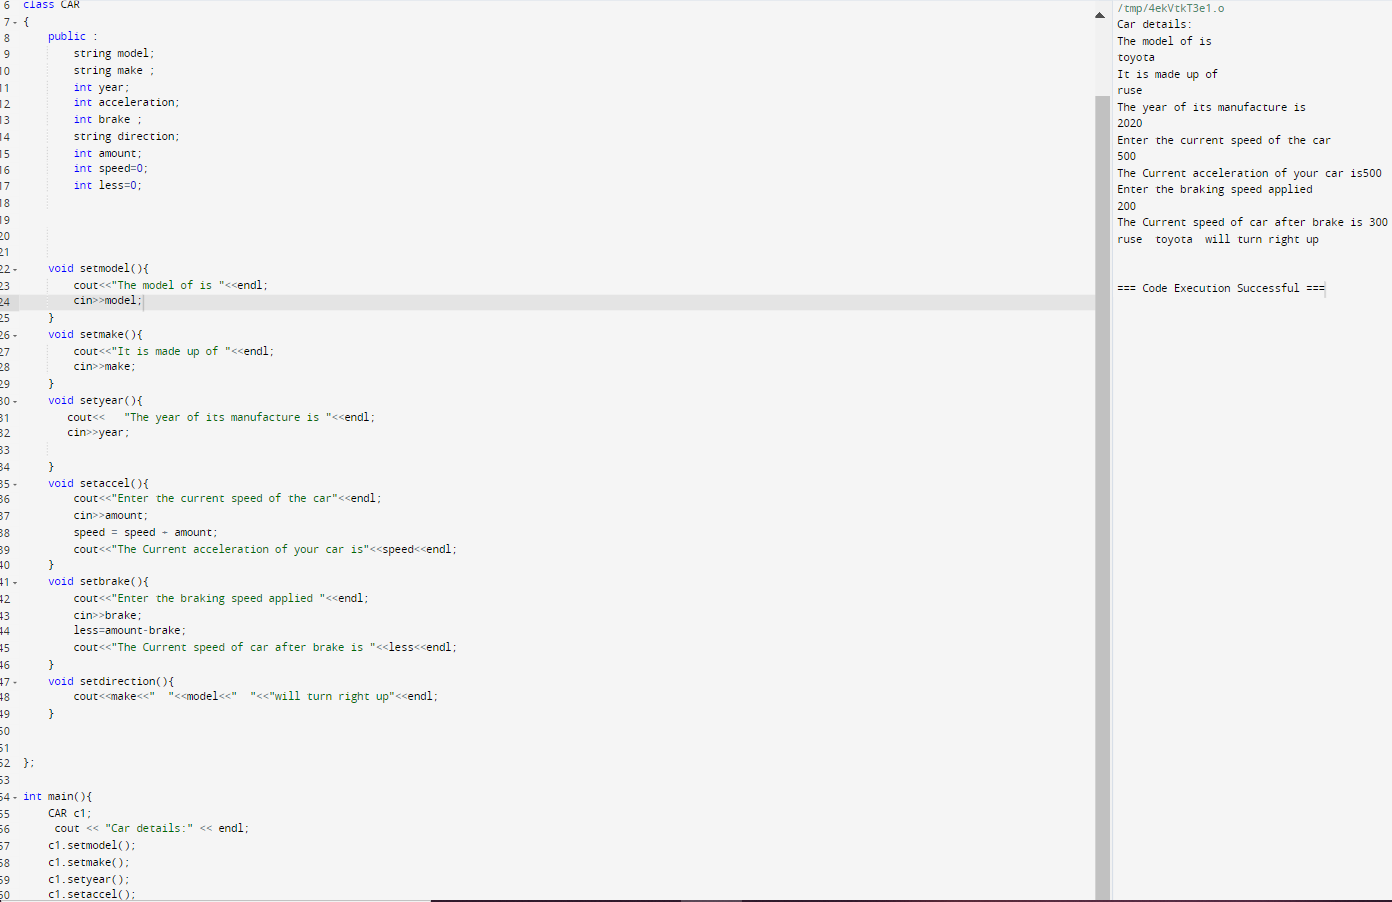 6 class CAR
7 {
8 public :
9 string model;
10 string make ;
11 int year;
12 int acceleration;
13 int brake ;
14 string direction;
15 int amount;
16 int speed=0;
17 int less=0;
18
19
20
21
22 void setmodel(){
23 cout<<"The model of is "<<endl;
24 cin>>model;
25 }
26 void setmake(){
27 cout<<"It is made up of "<<endl;
28 cin>>make;
29 }
30 void setyear(){
31 cout<<   "The year of its manufacture is "<<endl;
32 cin>>year;
33
34 }
35 void setaccel(){
36 cout<<"Enter the current speed of the car"<<endl;
37 cin>>amount;
38 speed = speed + amount;
39 cout<<"The Current acceleration of your car is"<<speed<<endl;
40 }
41 void setbrake(){
42 cout<<"Enter the braking speed applied "<<endl;
43 cin>>brake;
44 less=amount-brake;
45 cout<<"The Current speed of car after brake is "<<less<<endl;
46 }
47 void setdirection(){
48 cout<<make<<"  "<<model<<"  "<<"will turn right up"<<endl;
49 }
50
51
52 };
53
54 int main(){
55 CAR c1;
56 cout << "Car details:" << endl;
57 c1.setmodel();
58 c1.setmake();
59 c1.setyear();
60 c1.setaccel();
/tmp/4ekVtkT3e1.o
Car details:
The model of is
toyota
It is made up of
ruse
The year of its manufacture is
2020
Enter the current speed of the car
500
The Current acceleration of your car is500
Enter the braking speed applied
200
The Current speed of car after brake is 300
ruse  toyota  will turn right up
=== Code Execution Successful ===